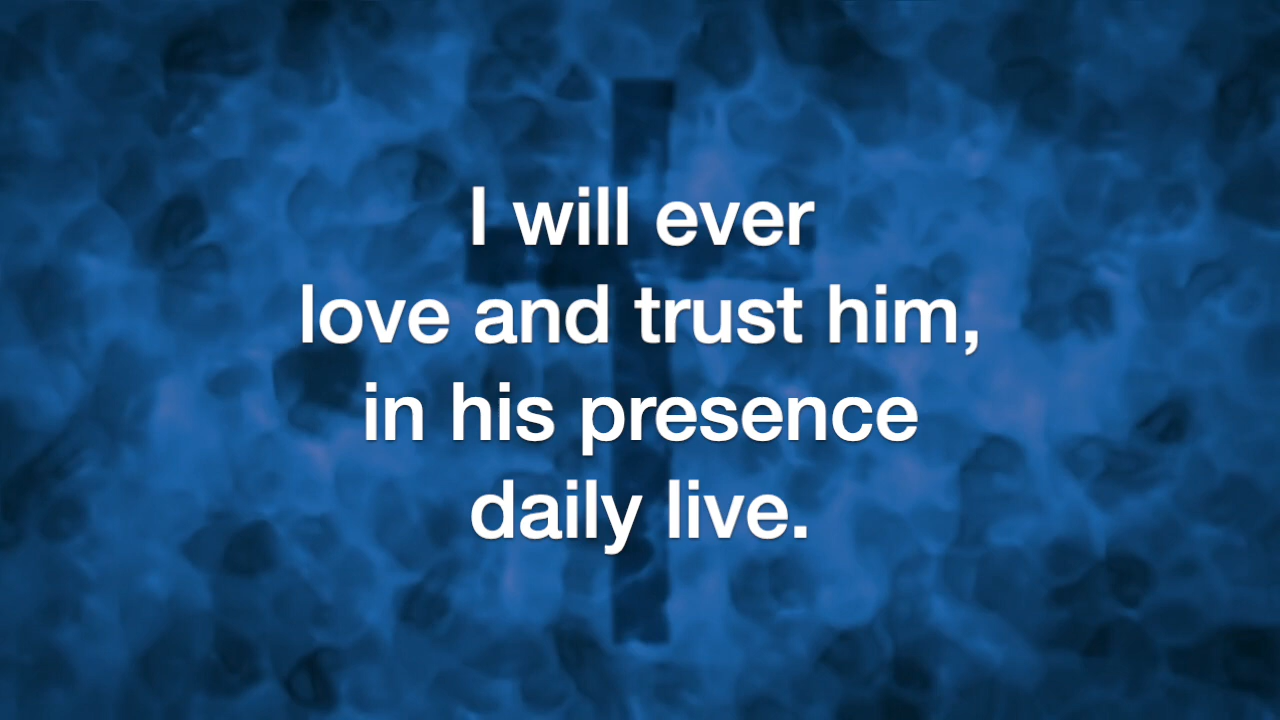 I will ever
love and trust him,
in his presence
daily live.